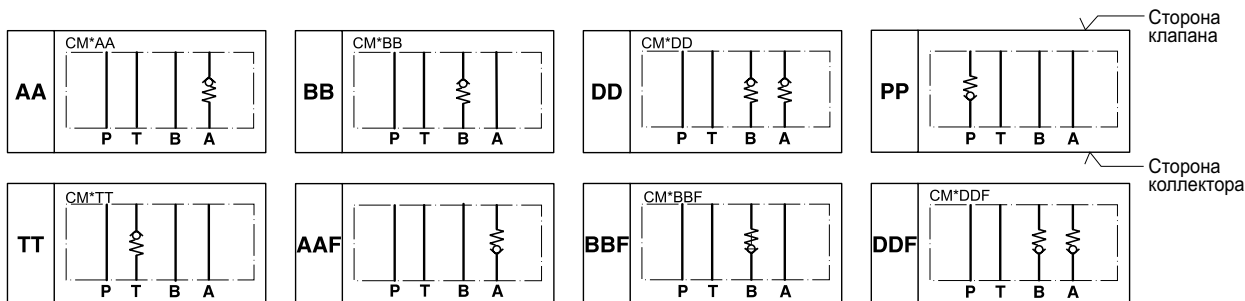 Сторона
клапана
AA
CM*AA
P T B A
BB
CM*BB
P T B A
DD
CM*DD
P T B A
PP
P T B A
Сторона
коллектора
TT
CM*TT
P T B A
AAF
P T B A
BBF
CM*BBF
P T B A
DDF
CM*DDF
P T B A